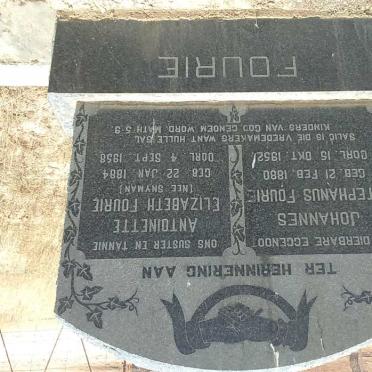 TER HERINNERING AAN
DIERBARE EGGENOOT
JOHANNES
STEPHANUS FOURIE
GEB 21 FEB 1880
OORL 15 OKT. 1952
ONS SUSTER EN TANNIE
ANTOINETTE
ELIZABETH FOURIE
[NEE SNYMAN]
GEB 22 JAN 1884
OORL 4 SEPT 1958
SALIG IS DIE VREDEMAKERS WANT HULLE SAL
KINDERS VAN GOD GENOEM WORD. MATH 5.9.
FOURIE